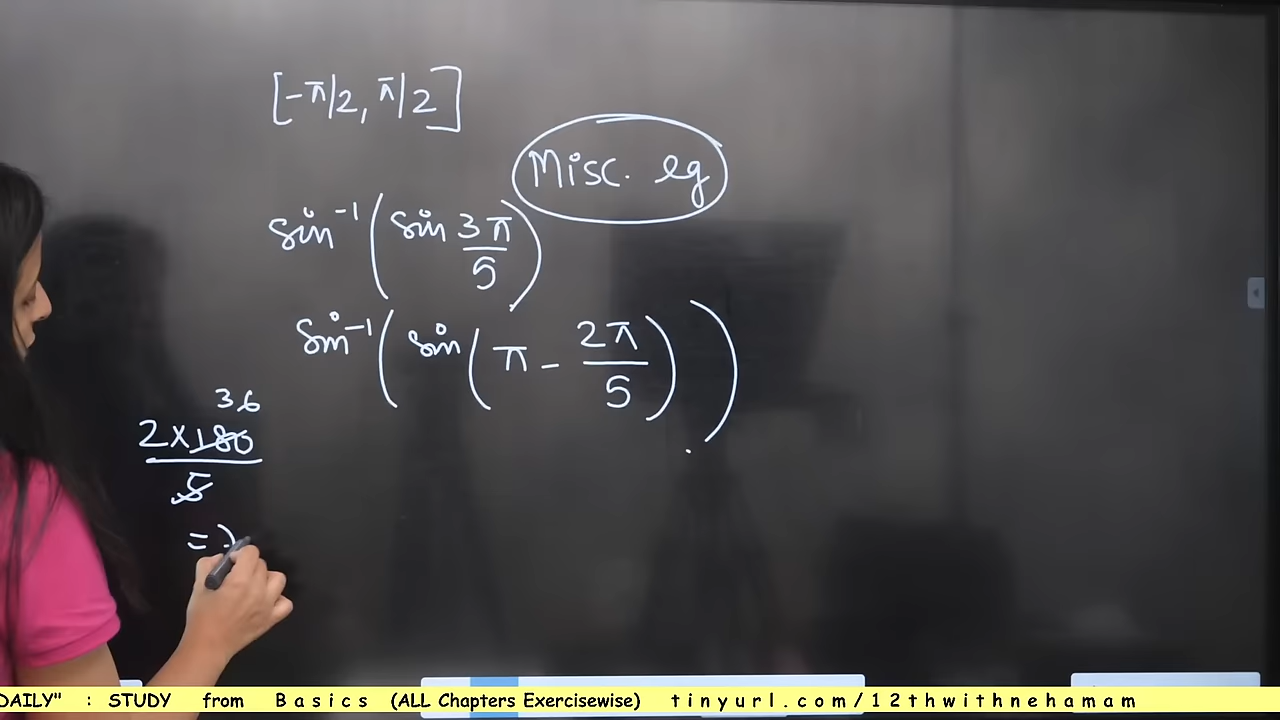 [-π/2, π/2]
Misc. eg
sin⁻¹(sin 3π/5)
sin⁻¹(sin(π - 2π/5))
36
2×180
5
=
DAILY" : STUDY from Basics (ALL Chapters Exercisewise) tinyurl.com/12thwithnehamam